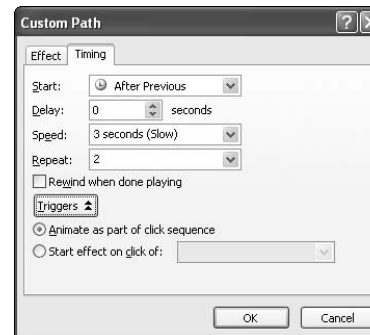 Custom Path
Effect Timing
Start: After Previous
Delay: 0 seconds
Speed: 3 seconds (Slow)
Repeat: 2
Rewind when done playing
Triggers
Animate as part of click sequence
Start effect on click of:
OK Cancel